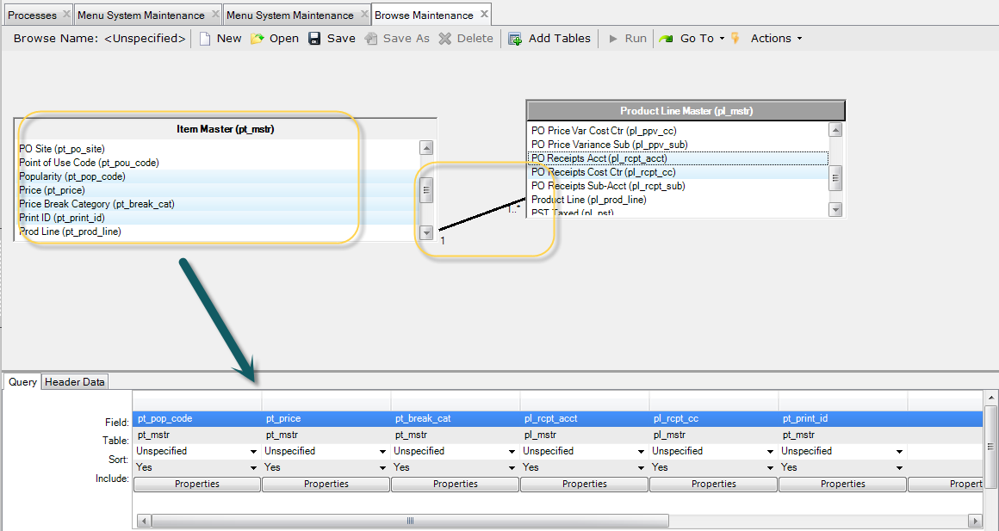 Processes Menu System Maintenance Menu System Maintenance Browse Maintenance
Browse Name: <Unspecified> New Open Save Save As Delete Add Tables Run Go To Actions
Item Master (pt_mstr)
PO Site (pt_po_site)
Point of Use Code (pt_pou_code)
Popularity (pt_pop_code)
Price (pt_price)
Price Break Category (pt_break_cat)
Print ID (pt_print_id)
Prod Line (pt_prod_line)
1
1..*
Product Line Master (pl_mstr)
PO Price Var Cost Ctr (pl_ppv_cc)
PO Price Variance Sub (pl_ppv_sub)
PO Receipts Acct (pl_rcpt_acct)
PO Receipts Cost Ctr (pl_rcpt_cc)
PO Receipts Sub-Acct (pl_rcpt_sub)
Product Line (pl_prod_line)
PST Taxed (pl_pst)
Query Header Data
Field: pt_pop_code pt_price pt_break_cat pl_rcpt_acct pl_rcpt_cc pt_print_id
Table: pt_mstr pt_mstr pt_mstr pl_mstr pl_mstr pt_mstr
Sort: Unspecified Unspecified Unspecified Unspecified Unspecified Unspecified
Include: Yes Yes Yes Yes Yes Yes
Properties Properties Properties Properties Properties Properties Propert